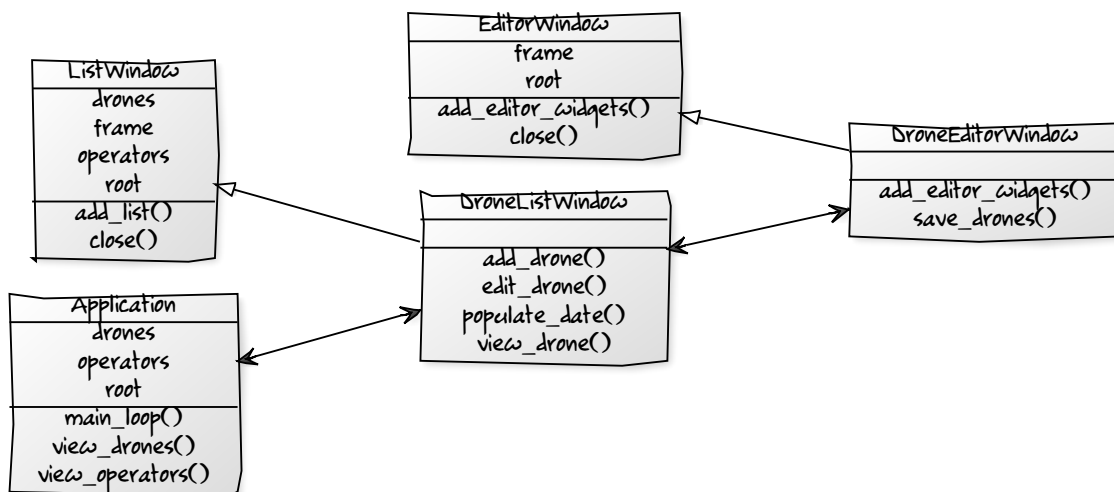 EditorWindow
frame
root
add_editor_widgets()
close()
ListWindow
drones
frame
operators
root
add_list()
close()
DroneEditorWindow
add_editor_widgets()
save_drones()
DroneListWindow
add_drone()
edit_drone()
populate_date()
view_drone()
Application
drones
operators
root
main_loop()
view_drones()
view_operators()